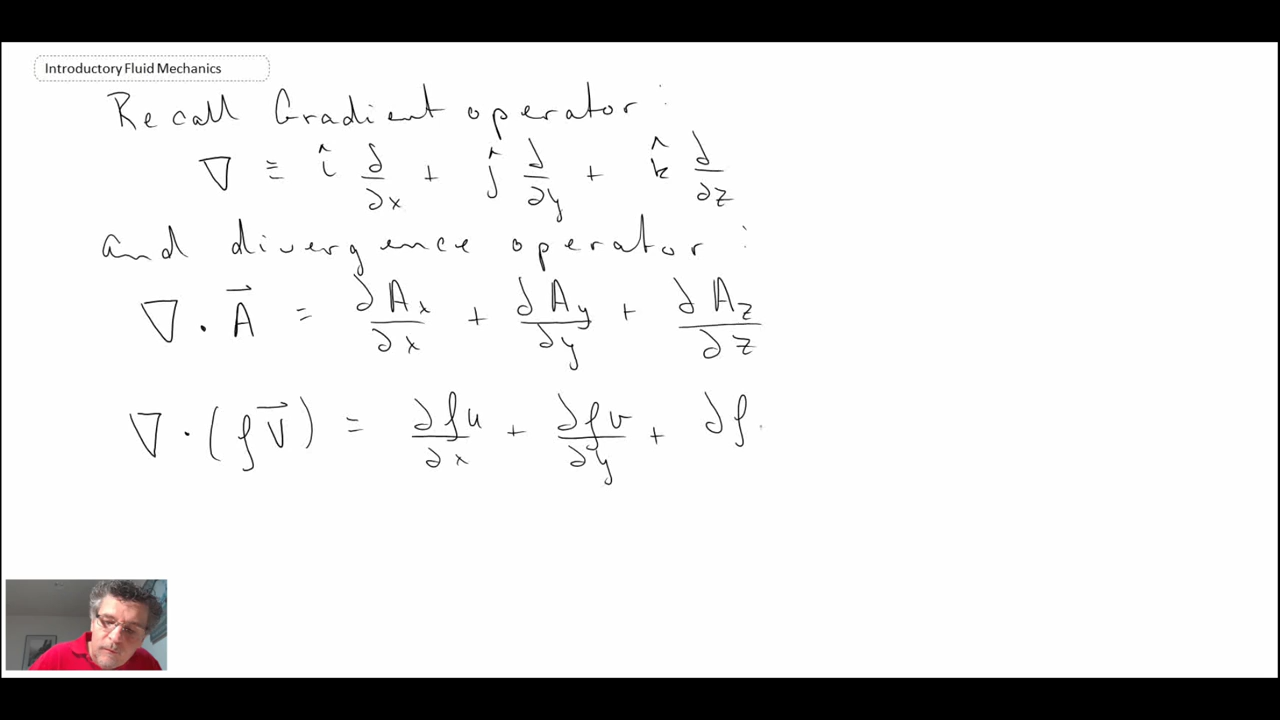 Introductory Fluid Mechanics
Recall Gradient operator :
∇ ≡ î ∂/∂x + ĵ ∂/∂y + k̂ ∂/∂z
and divergence operator :
∇ · A⃗ = ∂Ax/∂x + ∂Ay/∂y + ∂Az/∂z
∇ · (ρV⃗) = ∂ρu/∂x + ∂ρv/∂y + ∂ρ